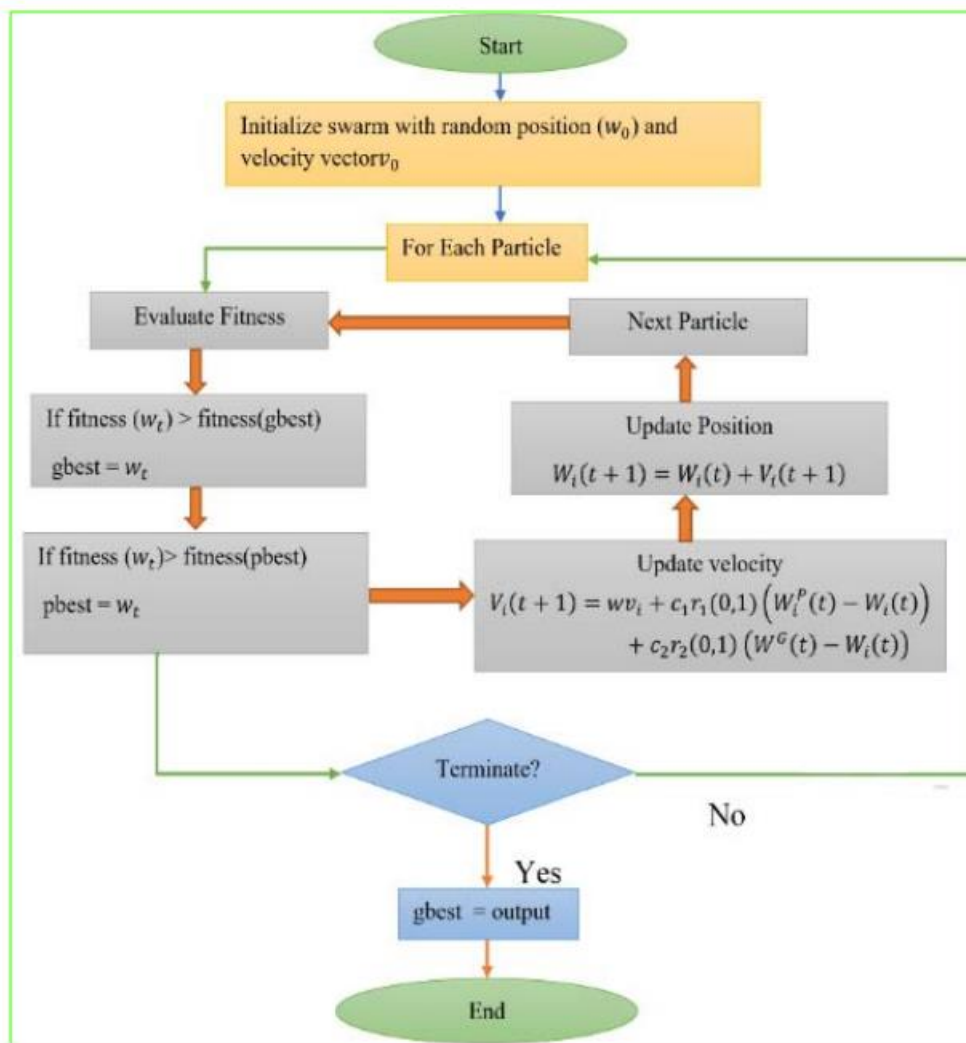 Start
Initialize swarm with random position (w₀) and
velocity vectorv₀
For Each Particle
Evaluate Fitness
Next Particle
If fitness (wₜ) > fitness(gbest)
gbest = wₜ
Update Position
Wᵢ(t + 1) = Wᵢ(t) + Vᵢ(t + 1)
If fitness (wₜ)> fitness(pbest)
pbest = wₜ
Update velocity
Vᵢ(t + 1) = wvᵢ + c₁r₁(0,1) (Wᵢᴾ(t) − Wᵢ(t))
+ c₂r₂(0,1) (Wᴳ(t) − Wᵢ(t))
Terminate?
No
Yes
gbest = output
End